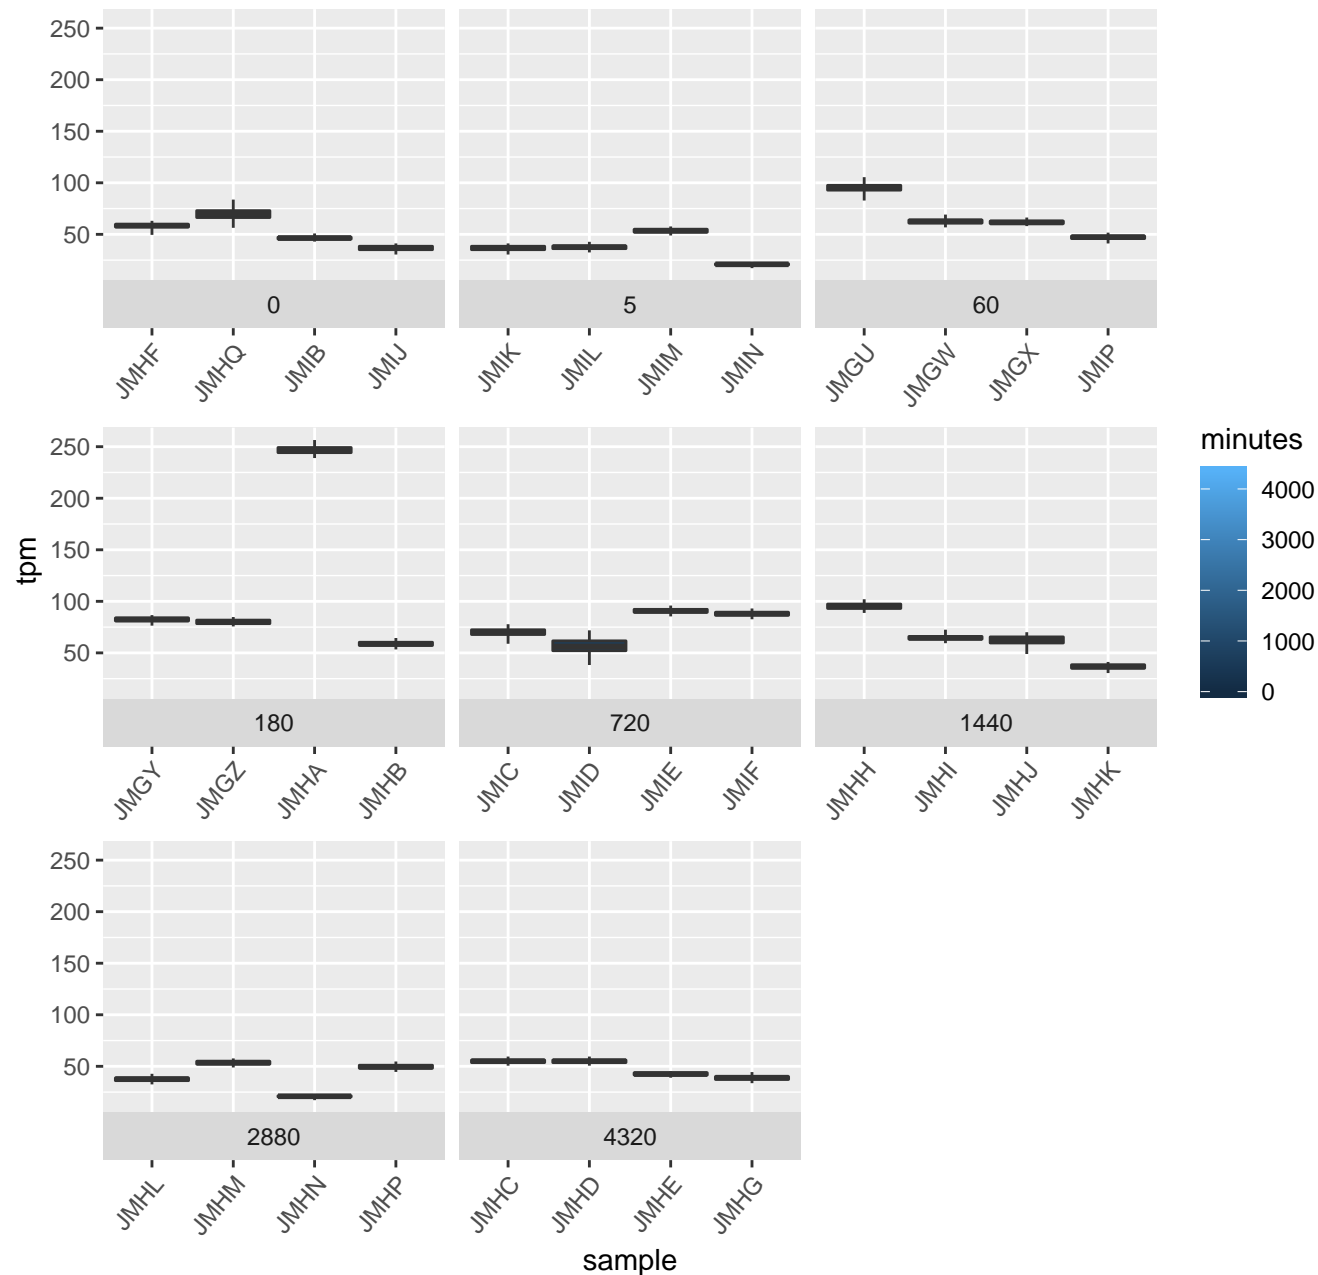 250
200
150
100
50
0
5
60
JMHF
JMHQ
JMIB
JMIJ
JMIK
JMIL
JMIM
JMIN
JMGU
JMGW
JMGX
JMIP
tpm
250
200
150
100
50
180
720
1440
JMGY
JMGZ
JMHA
JMHB
JMIC
JMID
JMIE
JMIF
JMHH
JMHI
JMHJ
JMHK
250
200
150
100
50
2880
4320
JMHL
JMHM
JMHN
JMHP
JMHC
JMHD
JMHE
JMHG
sample
minutes
4000
3000
2000
1000
0